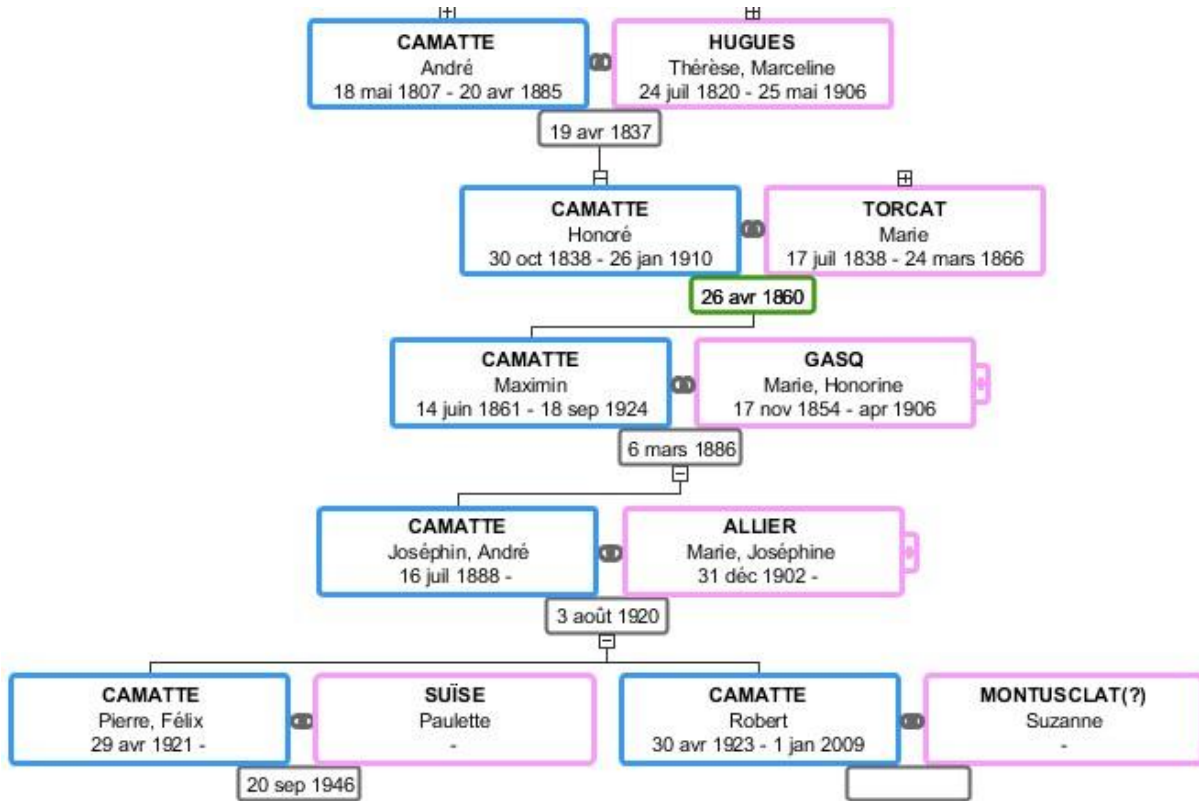 CAMATTE
André
18 mai 1807 - 20 avr 1885
HUGUES
Thérèse, Marceline
24 juil 1820 - 25 mai 1906
19 avr 1837
CAMATTE
Honoré
30 oct 1838 - 26 jan 1910
TORCAT
Marie
17 juil 1838 - 24 mars 1866
26 avr 1860
CAMATTE
Maximin
14 juin 1861 - 18 sep 1924
GASQ
Marie, Honorine
17 nov 1854 - apr 1906
6 mars 1886
CAMATTE
Joséphin, André
16 juil 1888 -
ALLIER
Marie, Joséphine
31 déc 1902 -
3 août 1920
CAMATTE
Pierre, Félix
29 avr 1921 -
SUÏSE
Paulette
-
CAMATTE
Robert
30 avr 1923 - 1 jan 2009
MONTUSCLAT(?)
Suzanne
-
20 sep 1946